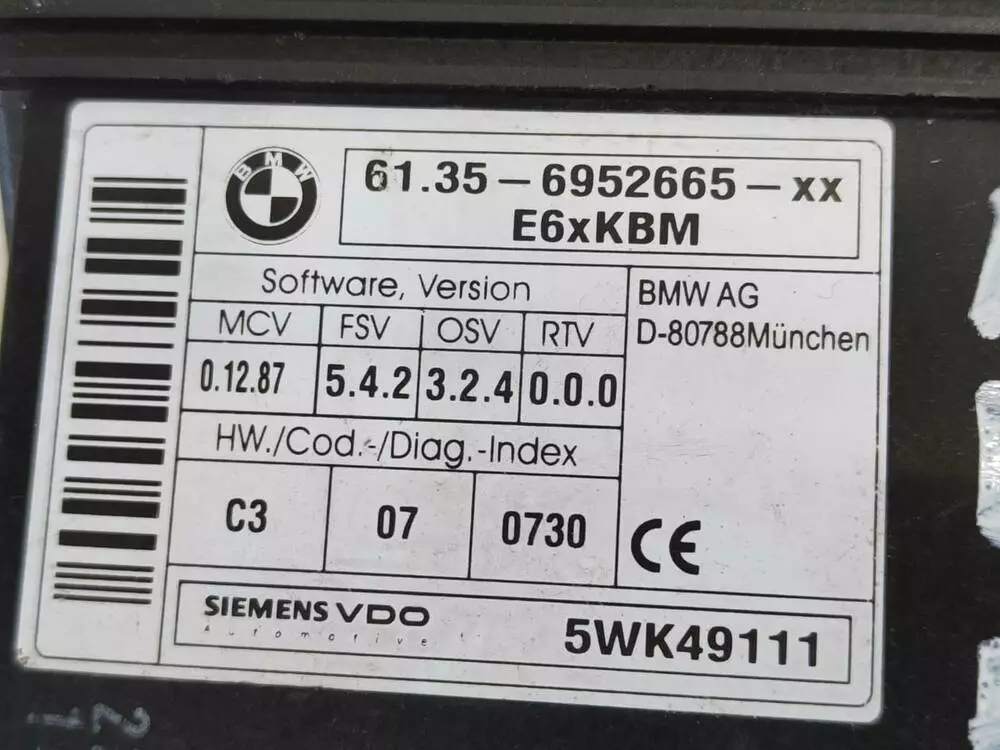 BMW
61.35-6952665-xx
E6xKBM
Software, Version
MCV FSV OSV RTV
0.12.87 5.4.2 3.2.4 0.0.0
HW./Cod.-/Diag.-Index
C3 07 0730
BMW AG
D-80788München
CE
SIEMENS VDO
Automotive
5WK49111